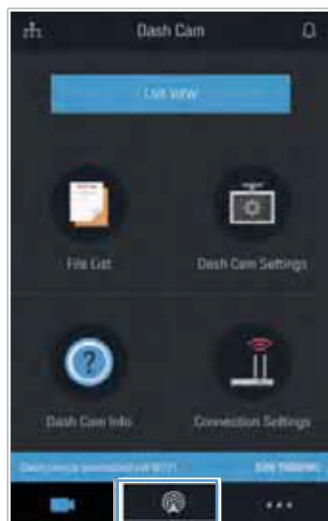 Dash Cam
LIVE VIEW
File List
Dash Cam Settings
Dash Cam Info
Connection Settings